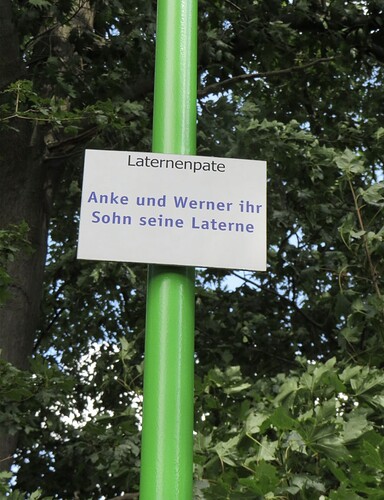 Laternenpate
Anke und Werner ihr
Sohn seine Laterne